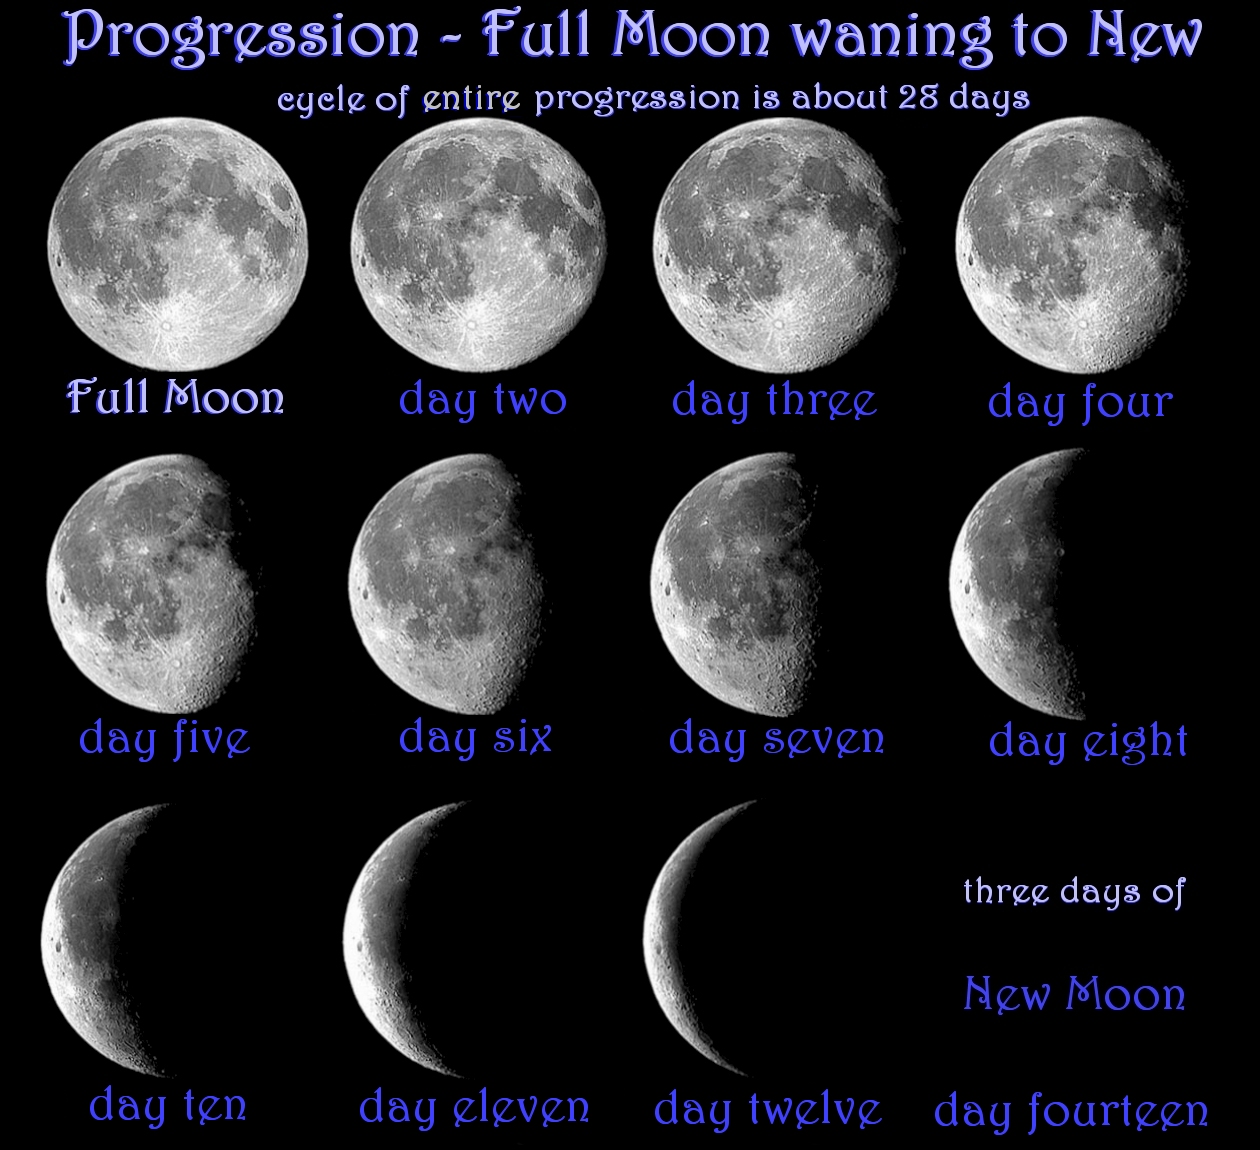 Progression - Full Moon waning to New
cycle of entire progression is about 28 days
Full Moon
day two
day three
day four
day five
day six
day seven
day eight
day ten
day eleven
day twelve
three days of
New Moon
day fourteen